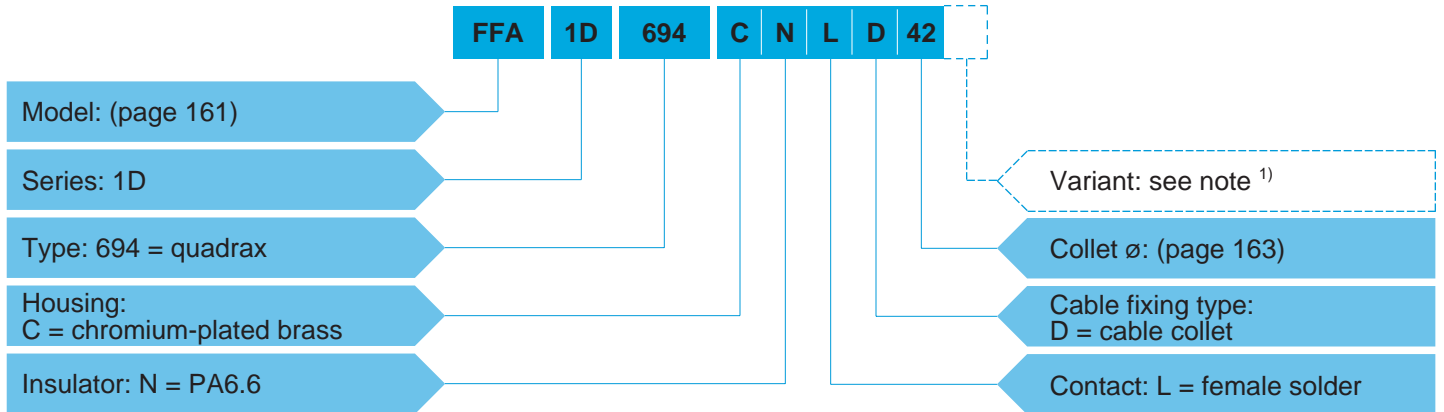 FFA 1D 694 C N L D 42
Model: (page 161)
Series: 1D
Type: 694 = quadrax
Housing:
C = chromium-plated brass
Insulator: N = PA6.6
Variant: see note 1)
Collet ø: (page 163)
Cable fixing type:
D = cable collet
Contact: L = female solder